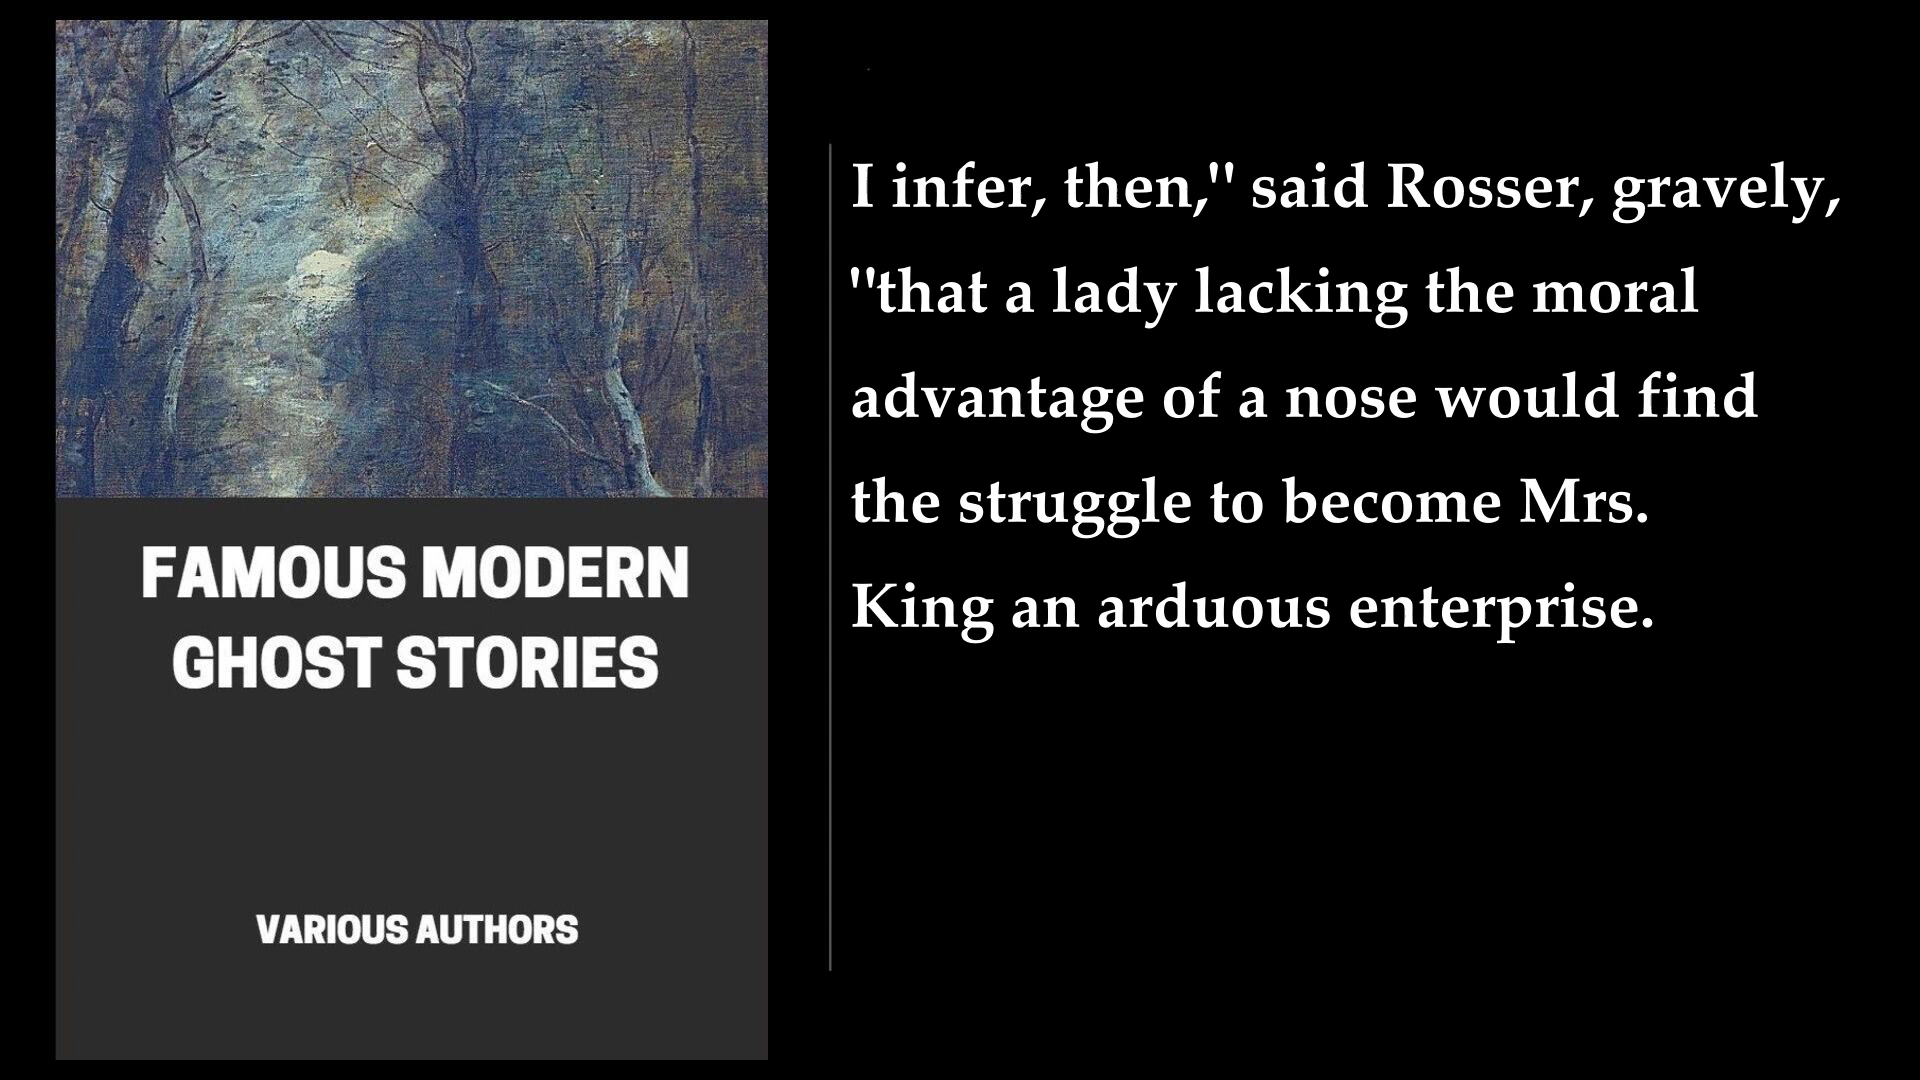 FAMOUS MODERN
GHOST STORIES
VARIOUS AUTHORS
I infer, then," said Rosser, gravely,
"that a lady lacking the moral
advantage of a nose would find
the struggle to become Mrs.
King an arduous enterprise.